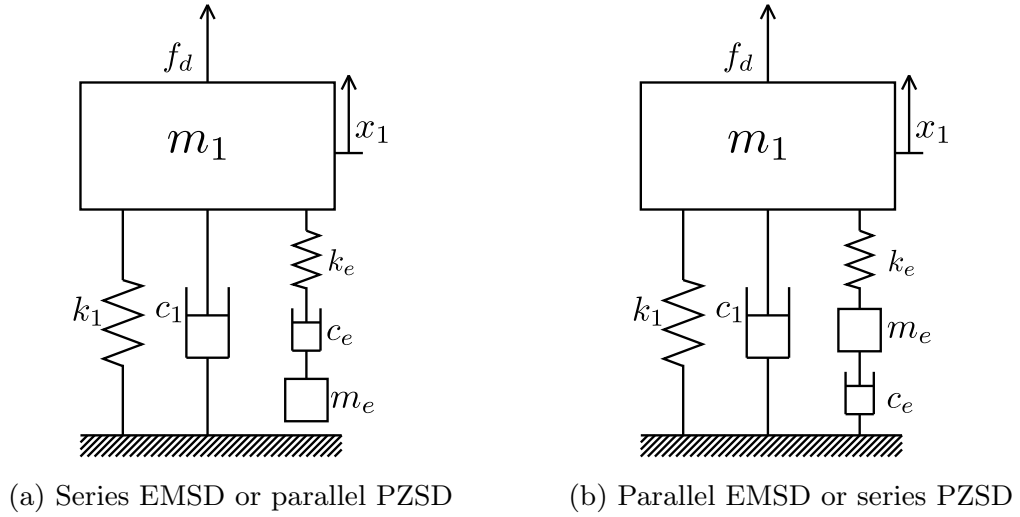 f_d
f_d
x_1
x_1
m_1
m_1
k_e
k_e
k_1
c_1
c_e
m_e
k_1
c_1
m_e
c_e
(a) Series EMSD or parallel PZSD
(b) Parallel EMSD or series PZSD